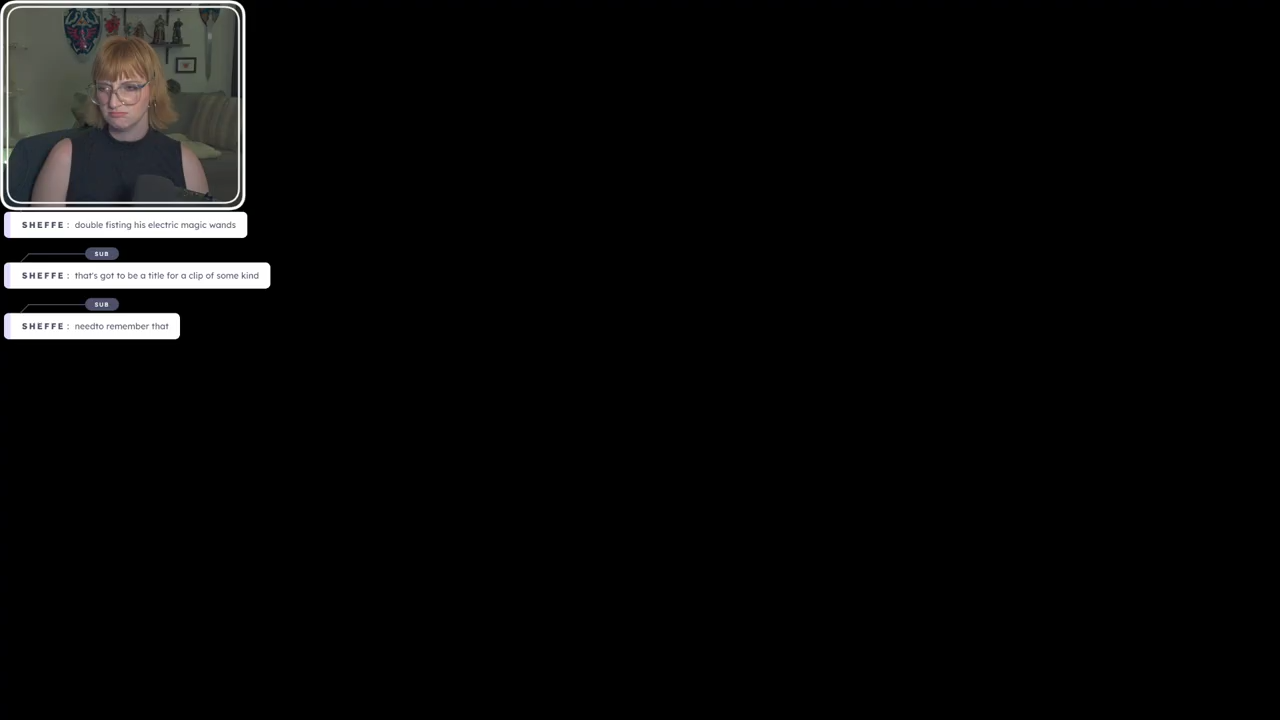 SHEFFE: double fisting his electric magic wands
SUB
SHEFFE: that's got to be a title for a clip of some kind
SUB
SHEFFE: needto remember that